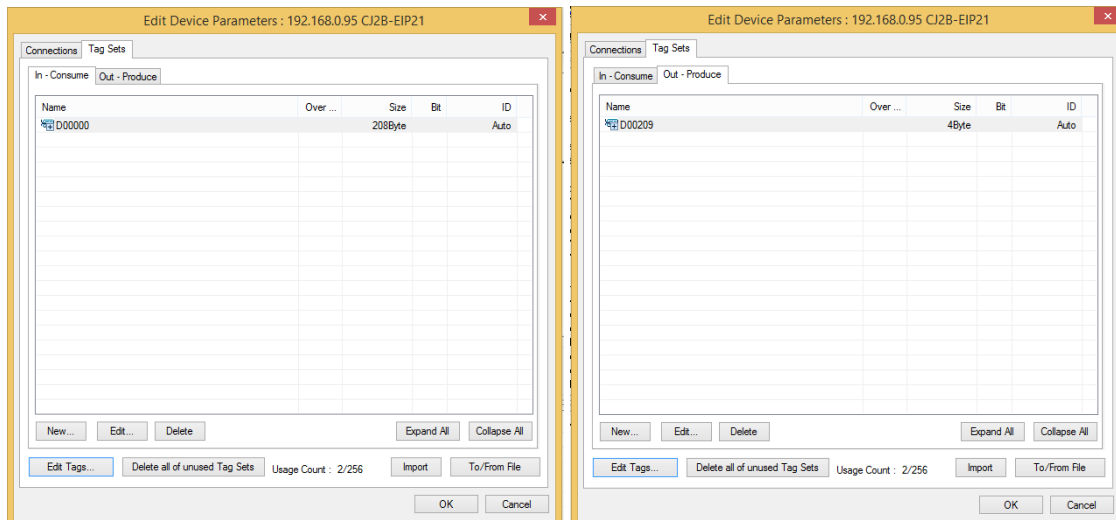 Edit Device Parameters : 192.168.0.95 CJ2B-EIP21
Connections Tag Sets
In - Consume Out - Produce
Name Over ... Size Bit ID
D00000 208Byte Auto
New... Edit... Delete Expand All Collapse All
Edit Tags... Delete all of unused Tag Sets Usage Count : 2/256 Import To/From File
OK Cancel
Edit Device Parameters : 192.168.0.95 CJ2B-EIP21
Connections Tag Sets
In - Consume Out - Produce
Name Over ... Size Bit ID
D00209 4Byte Auto
New... Edit... Delete Expand All Collapse All
Edit Tags... Delete all of unused Tag Sets Usage Count : 2/256 Import To/From File
OK Cancel